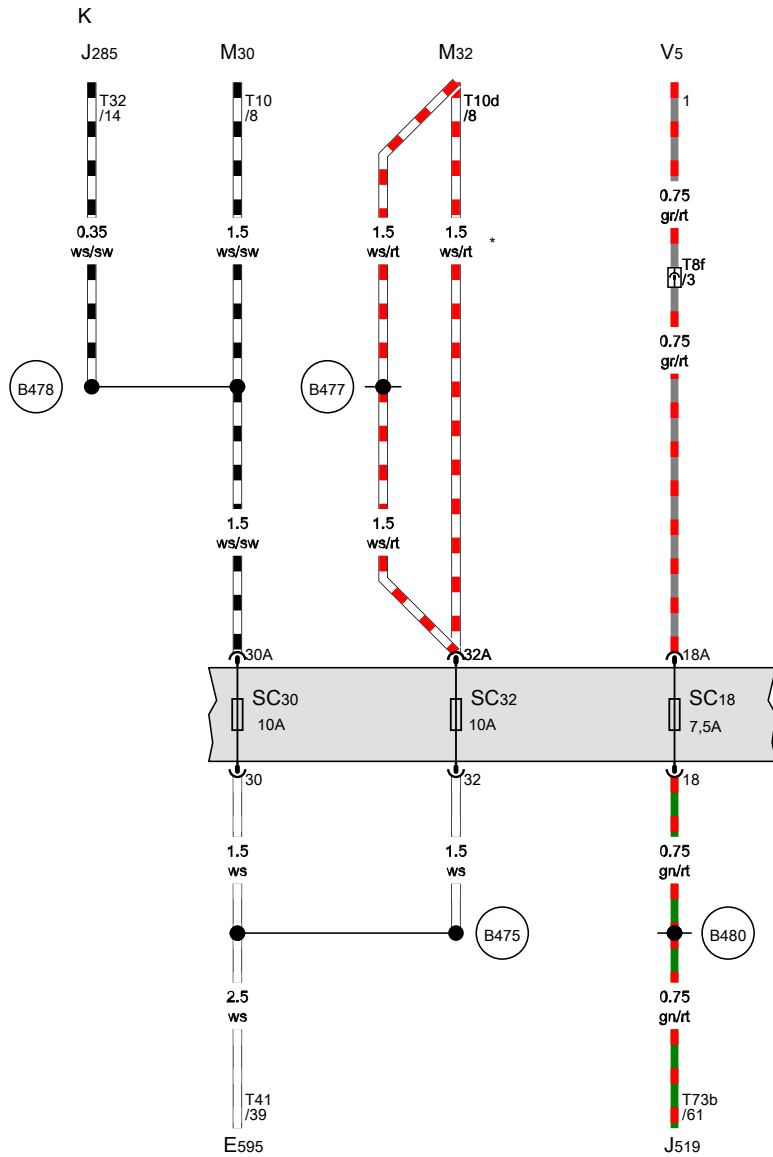 K
J285 M30 M32 V5
T32
/14
T10
/8
T10d
/8
1
0.35
ws/sw
1.5
ws/sw
1.5
ws/rt
1.5
ws/rt
*
0.75
gr/rt
T8f
/3
0.75
gr/rt
B478
B477
1.5
ws/sw
1.5
ws/rt
30A 32A 18A
SC30
10A
SC32
10A
SC18
7,5A
30 32 18
1.5
ws
1.5
ws
0.75
gn/rt
B475
B480
2.5
ws
0.75
gn/rt
T41
/39
T73b
/61
E595 J519